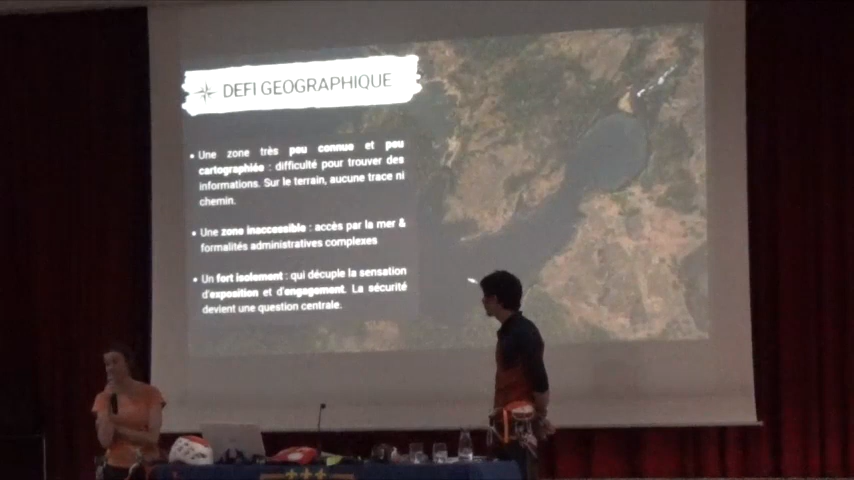 DEFI GEOGRAPHIQUE
• Une zone très peu connue et peu
cartographiée : difficulté pour trouver des
informations. Sur le terrain, aucune trace ni
chemin.
• Une zone inaccessible : accès par la mer &
formalités administratives complexes
• Un fort isolement : qui décuple la sensation
d'exposition et d'engagement. La sécurité
devient une question centrale.